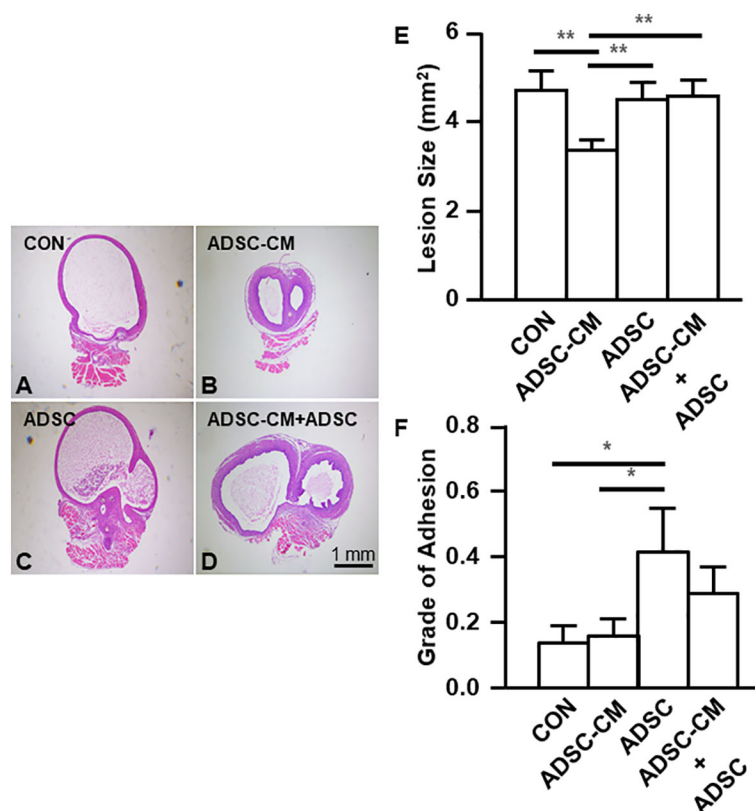 CON
A
ADSC-CM
B
ADSC
C
ADSC-CM+ADSC
D
1 mm
E
Lesion Size (mm²)
6
4
2
0
**
**
**
CON
ADSC-CM
ADSC
ADSC-CM
+
ADSC
F
Grade of Adhesion
0.8
0.6
0.4
0.2
0.0
*
*
CON
ADSC-CM
ADSC
ADSC-CM
+
ADSC